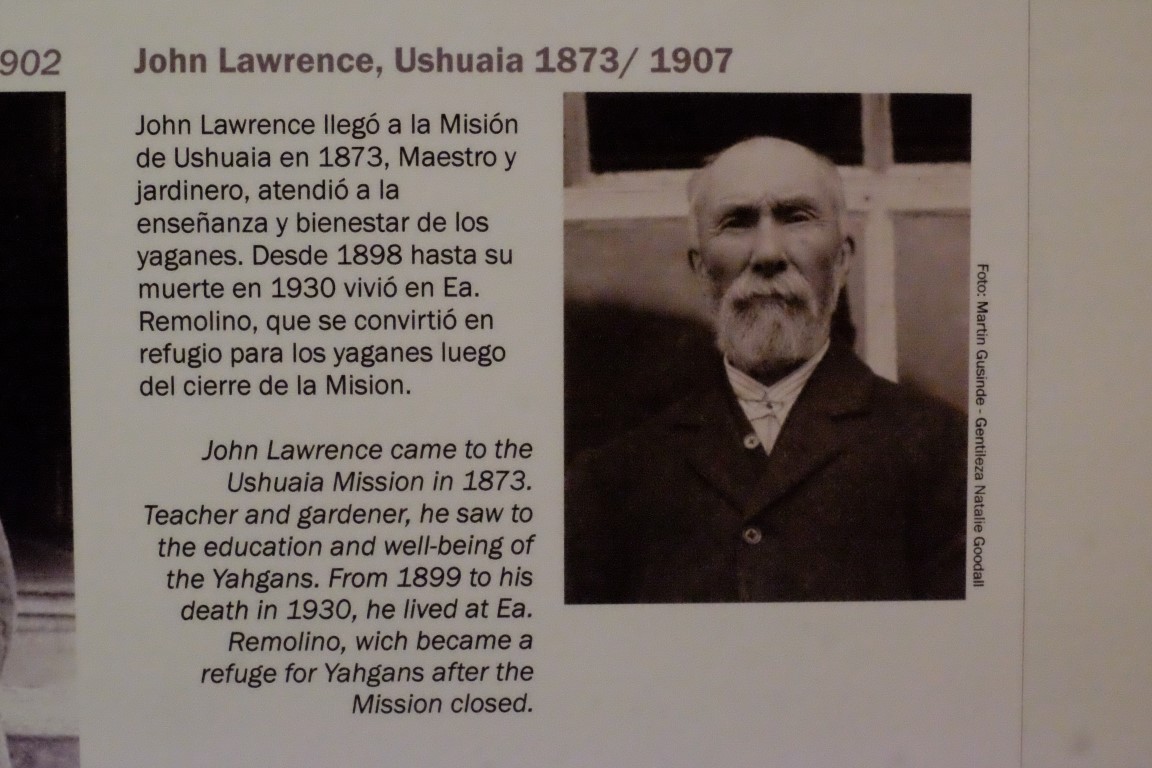 902
John Lawrence, Ushuaia 1873/ 1907
John Lawrence llegó a la Misión
de Ushuaia en 1873, Maestro y
jardinero, atendió a la
enseñanza y bienestar de los
yaganes. Desde 1898 hasta su
muerte en 1930 vivió en Ea.
Remolino, que se convirtió en
refugio para los yaganes luego
del cierre de la Mision.
John Lawrence came to the
Ushuaia Mission in 1873.
Teacher and gardener, he saw to
the education and well-being of
the Yahgans. From 1899 to his
death in 1930, he lived at Ea.
Remolino, wich became a
refuge for Yahgans after the
Mission closed.
Foto: Martin Gusinde - Gentileza Natalie Goodall